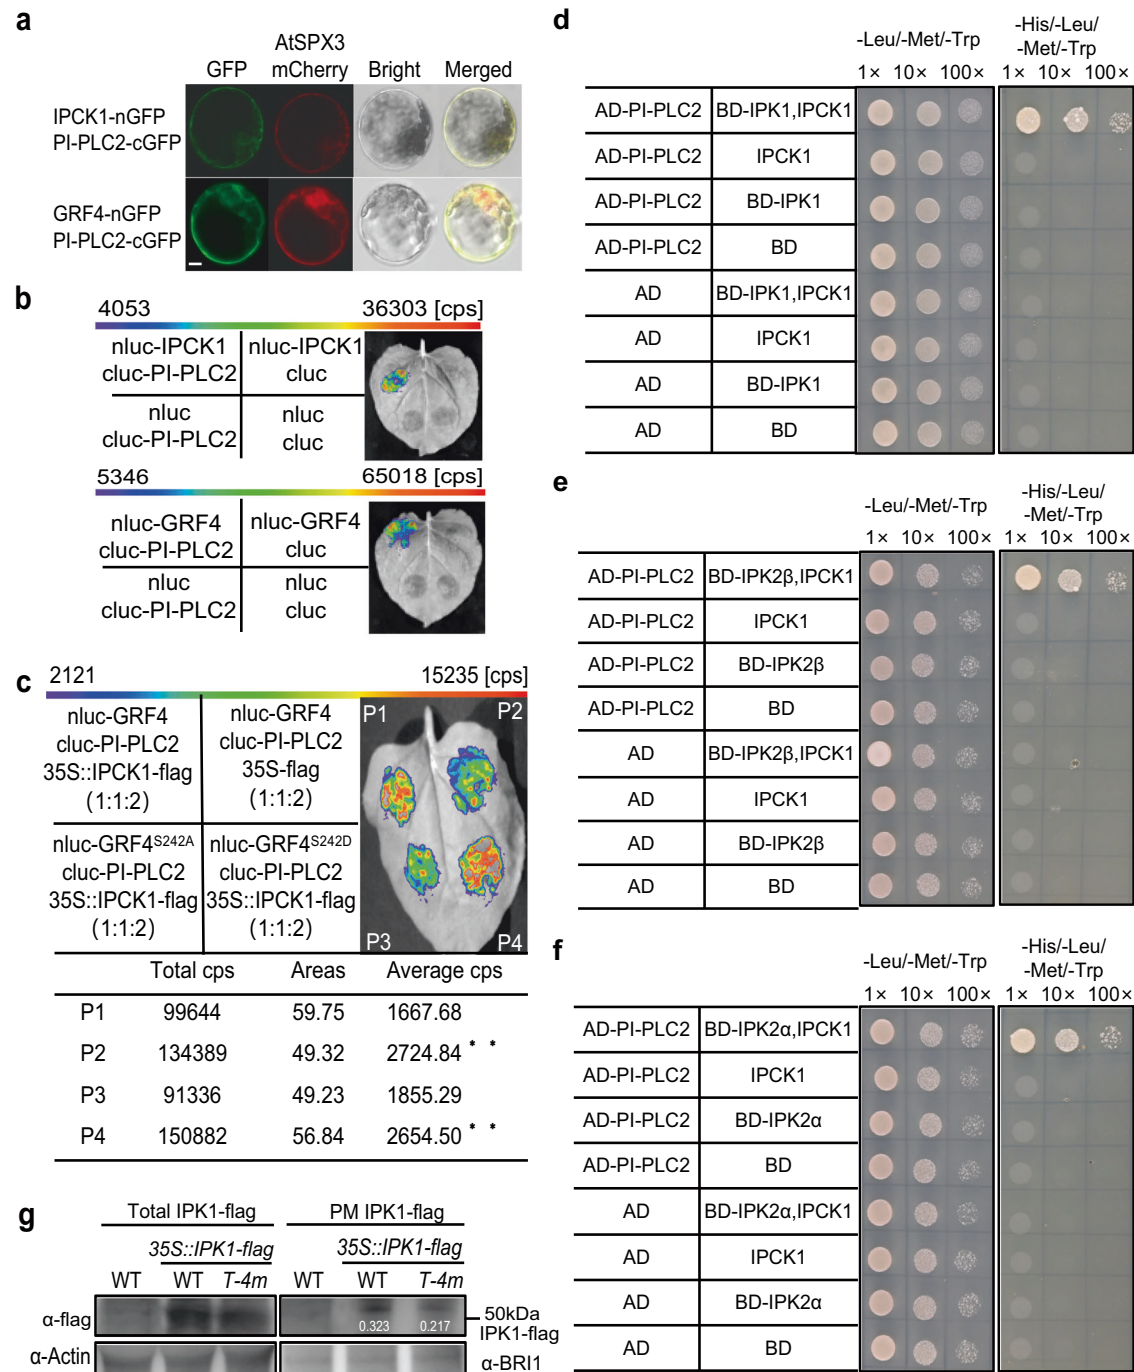 a
AtSPX3
GFP mCherry Bright Merged
IPCK1-nGFP
PI-PLC2-cGFP
GRF4-nGFP
PI-PLC2-cGFP
b
4053 36303 [cps]
nluc-IPCK1 nluc-IPCK1
cluc-PI-PLC2 cluc
nluc nluc
cluc-PI-PLC2 cluc
5346 65018 [cps]
nluc-GRF4 nluc-GRF4
cluc-PI-PLC2 cluc
nluc nluc
cluc-PI-PLC2 cluc
c
2121 15235 [cps]
nluc-GRF4 nluc-GRF4
cluc-PI-PLC2 cluc-PI-PLC2
35S::IPCK1-flag 35S-flag
(1:1:2) (1:1:2)
nluc-GRF4S242A nluc-GRF4S242D
cluc-PI-PLC2 cluc-PI-PLC2
35S::IPCK1-flag 35S::IPCK1-flag
(1:1:2) (1:1:2)
P1 P2
P3 P4
Total cps Areas Average cps
P1 99644 59.75 1667.68
P2 134389 49.32 2724.84 * *
P3 91336 49.23 1855.29
P4 150882 56.84 2654.50 * *
g
Total IPK1-flag PM IPK1-flag
35S::IPK1-flag 35S::IPK1-flag
WT WT T-4m WT WT T-4m
α-flag 0.323 0.217 50kDa
IPK1-flag
α-Actin α-BRI1
d
-Leu/-Met/-Trp -His/-Leu/
-Met/-Trp
1× 10× 100× 1× 10× 100×
AD-PI-PLC2 BD-IPK1,IPCK1
AD-PI-PLC2 IPCK1
AD-PI-PLC2 BD-IPK1
AD-PI-PLC2 BD
AD BD-IPK1,IPCK1
AD IPCK1
AD BD-IPK1
AD BD
e
-Leu/-Met/-Trp -His/-Leu/
-Met/-Trp
1× 10× 100× 1× 10× 100×
AD-PI-PLC2 BD-IPK2β,IPCK1
AD-PI-PLC2 IPCK1
AD-PI-PLC2 BD-IPK2β
AD-PI-PLC2 BD
AD BD-IPK2β,IPCK1
AD IPCK1
AD BD-IPK2β
AD BD
f
-Leu/-Met/-Trp -His/-Leu/
-Met/-Trp
1× 10× 100× 1× 10× 100×
AD-PI-PLC2 BD-IPK2α,IPCK1
AD-PI-PLC2 IPCK1
AD-PI-PLC2 BD-IPK2α
AD-PI-PLC2 BD
AD BD-IPK2α,IPCK1
AD IPCK1
AD BD-IPK2α
AD BD